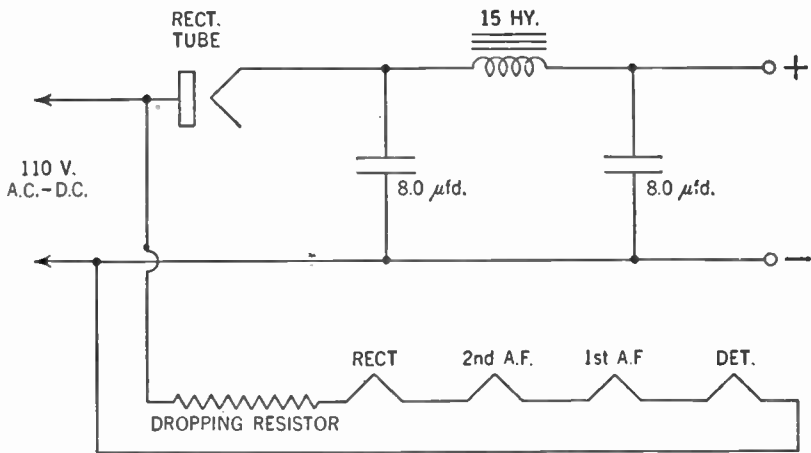 RECT.
TUBE
15 HY.
+
110 V.
A.C.-D.C.
8.0 µfd.
8.0 µfd.
−
RECT
2nd A.F.
1st A.F
DET.
DROPPING RESISTOR